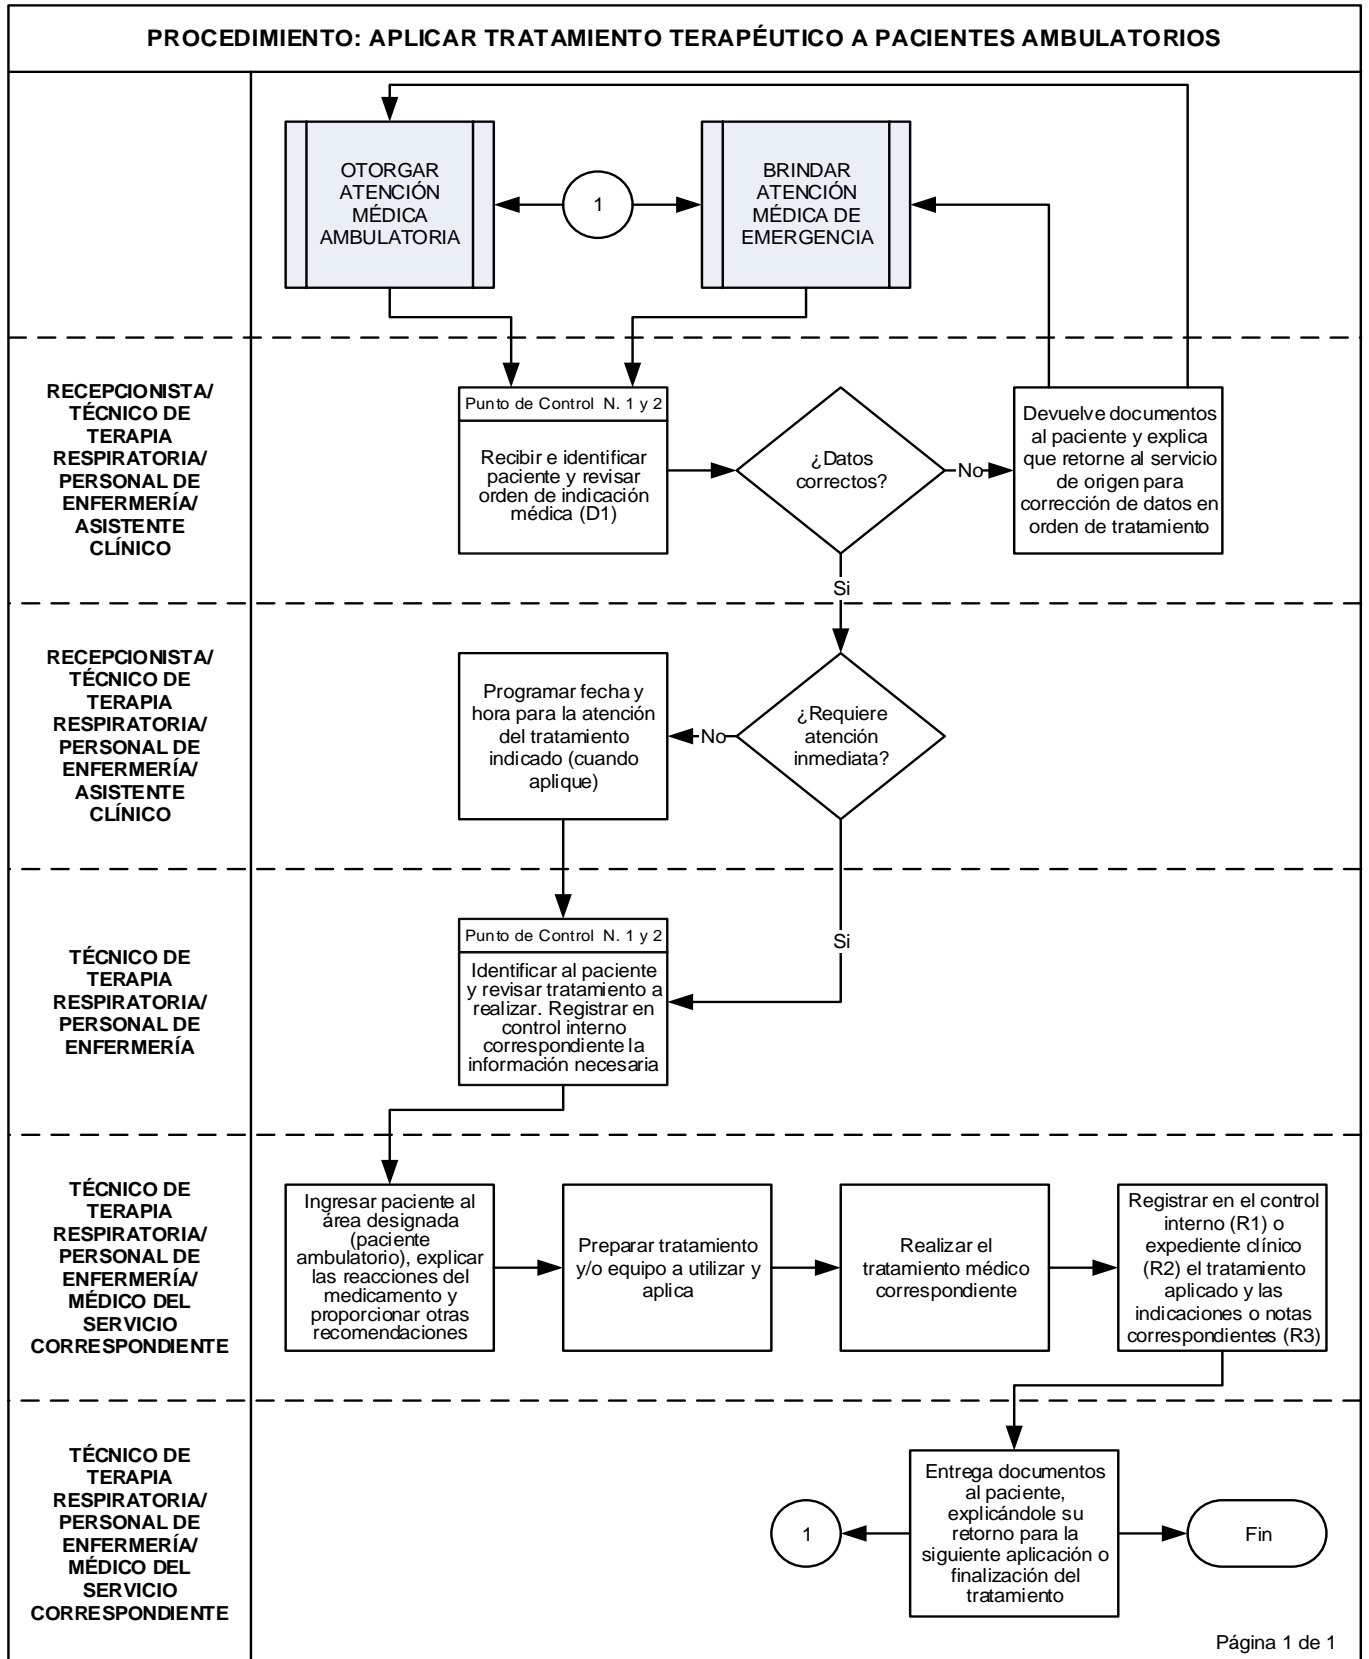 PROCEDIMIENTO: APLICAR TRATAMIENTO TERAPÉUTICO A PACIENTES AMBULATORIOS
OTORGAR
ATENCIÓN
MÉDICA
AMBULATORIA
1
BRINDAR
ATENCIÓN
MÉDICA DE
EMERGENCIA
RECEPCIONISTA/
TÉCNICO DE
TERAPIA
RESPIRATORIA/
PERSONAL DE
ENFERMERÍA/
ASISTENTE
CLÍNICO
Punto de Control N. 1 y 2
Recibir e identificar
paciente y revisar
orden de indicación
médica (D1)
¿Datos
correctos?
No
Devuelve documentos
al paciente y explica
que retorne al servicio
de origen para
corrección de datos en
orden de tratamiento
Si
RECEPCIONISTA/
TÉCNICO DE
TERAPIA
RESPIRATORIA/
PERSONAL DE
ENFERMERÍA/
ASISTENTE
CLÍNICO
Programar fecha y
hora para la atención
del tratamiento
indicado (cuando
aplique)
No
¿Requiere
atención
inmediata?
Si
TÉCNICO DE
TERAPIA
RESPIRATORIA/
PERSONAL DE
ENFERMERÍA
Punto de Control N. 1 y 2
Identificar al paciente
y revisar tratamiento a
realizar. Registrar en
control interno
correspondiente la
información necesaria
TÉCNICO DE
TERAPIA
RESPIRATORIA/
PERSONAL DE
ENFERMERÍA/
MÉDICO DEL
SERVICIO
CORRESPONDIENTE
Ingresar paciente al
área designada
(paciente
ambulatorio), explicar
las reacciones del
medicamento y
proporcionar otras
recomendaciones
Preparar tratamiento
y/o equipo a utilizar y
aplica
Realizar el
tratamiento médico
correspondiente
Registrar en el control
interno (R1) o
expediente clínico
(R2) el tratamiento
aplicado y las
indicaciones o notas
correspondientes (R3)
TÉCNICO DE
TERAPIA
RESPIRATORIA/
PERSONAL DE
ENFERMERÍA/
MÉDICO DEL
SERVICIO
CORRESPONDIENTE
1
Entrega documentos
al paciente,
explicándole su
retorno para la
siguiente aplicación o
finalización del
tratamiento
Fin
Página 1 de 1